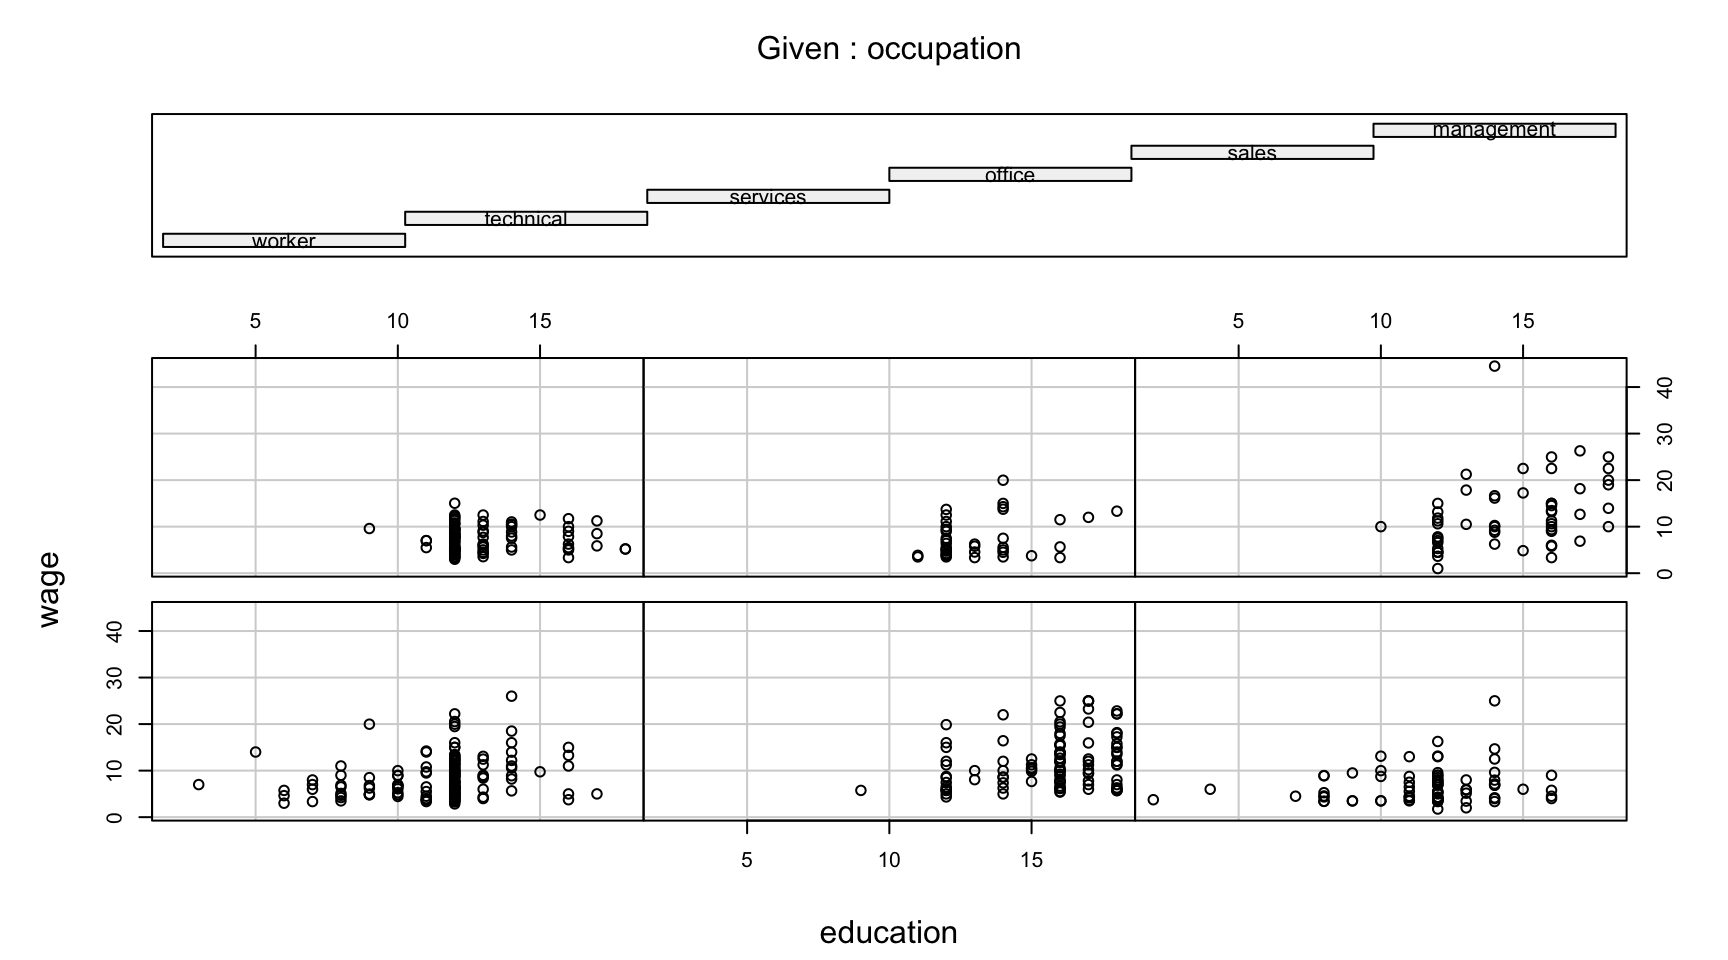 Given : occupation
management
sales
office
services
technical
worker
5 10 15 5 10 15
0 10 20 30 40
wage
0 10 20 30 40
5 10 15
education